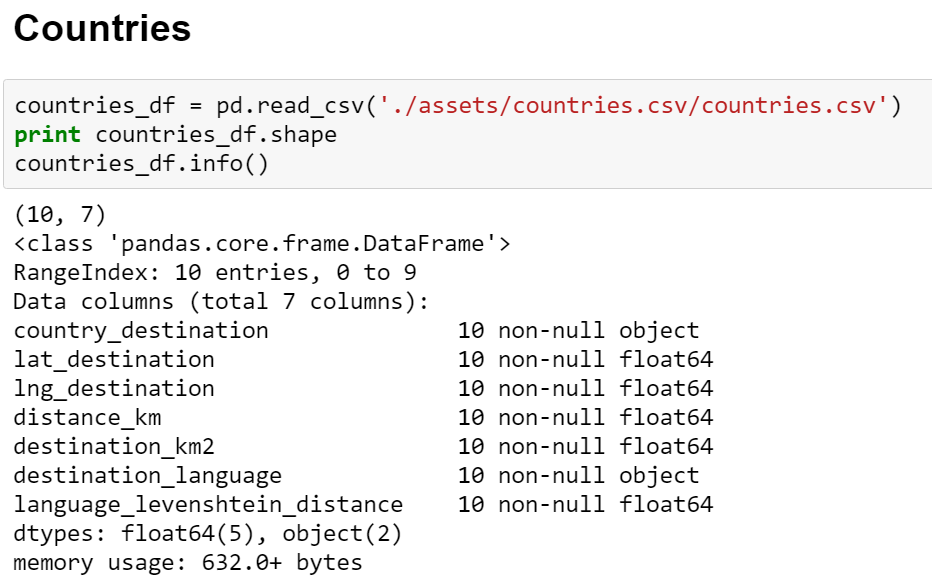 Countries
countries_df = pd.read_csv('./assets/countries.csv/countries.csv')
print countries_df.shape
countries_df.info()
(10, 7)
<class 'pandas.core.frame.DataFrame'>
RangeIndex: 10 entries, 0 to 9
Data columns (total 7 columns):
country_destination 10 non-null object
lat_destination 10 non-null float64
lng_destination 10 non-null float64
distance_km 10 non-null float64
destination_km2 10 non-null float64
destination_language 10 non-null object
language_levenshtein_distance 10 non-null float64
dtypes: float64(5), object(2)
memory usage: 632.0+ bytes